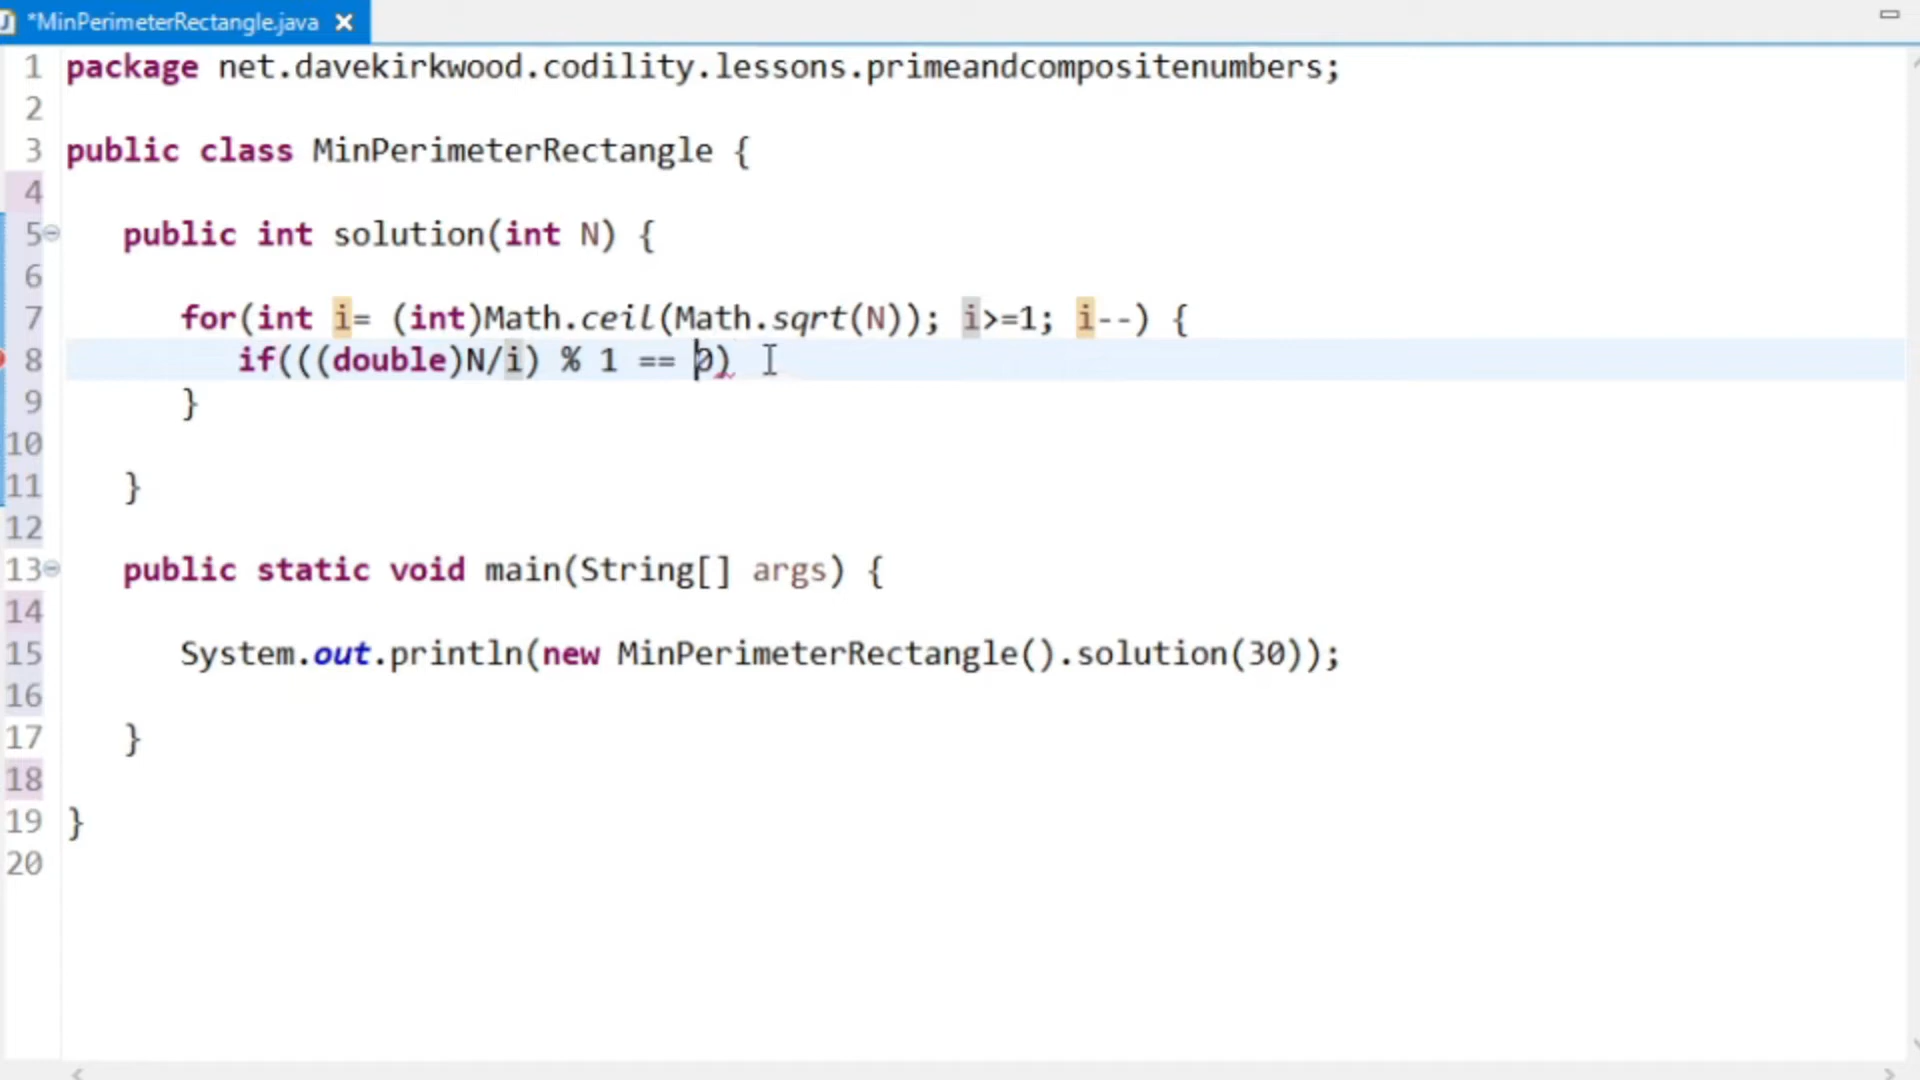 *MinPerimeterRectangle.java
1 package net.davekirkwood.codility.lessons.primeandcompositenumbers;
2
3 public class MinPerimeterRectangle {
4
5 public int solution(int N) {
6
7 for(int i= (int)Math.ceil(Math.sqrt(N)); i>=1; i--) {
8 if(((double)N/i) % 1 == 0)
9 }
10
11 }
12
13 public static void main(String[] args) {
14
15 System.out.println(new MinPerimeterRectangle().solution(30));
16
17 }
18
19 }
20